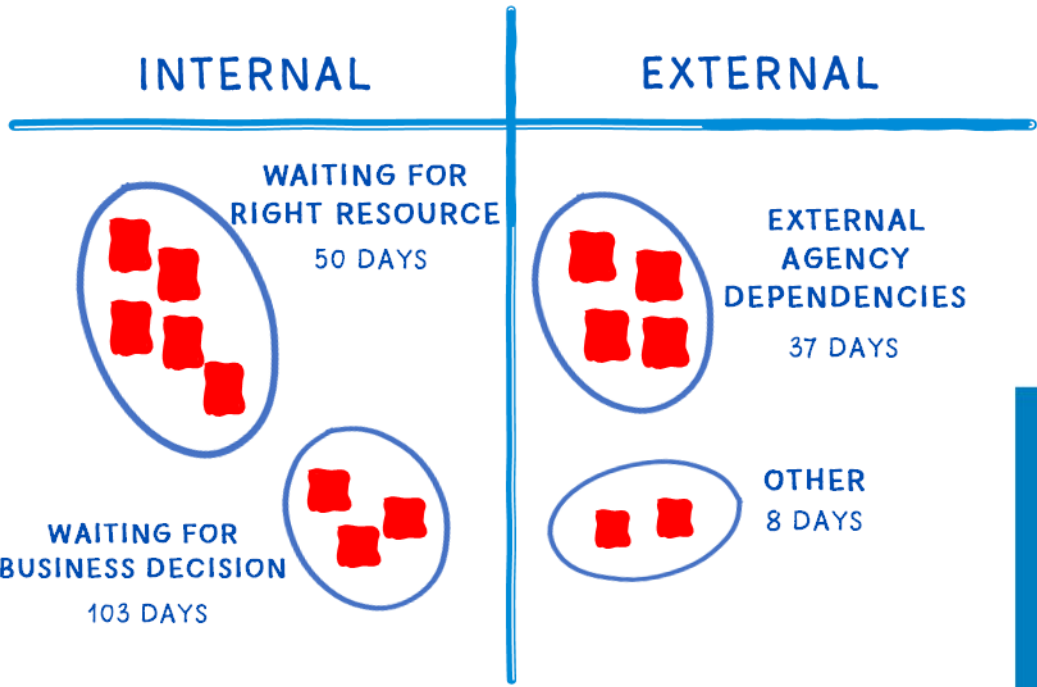 INTERNAL
EXTERNAL
WAITING FOR
RIGHT RESOURCE
50 DAYS
WAITING FOR
BUSINESS DECISION
103 DAYS
EXTERNAL
AGENCY
DEPENDENCIES
37 DAYS
OTHER
8 DAYS